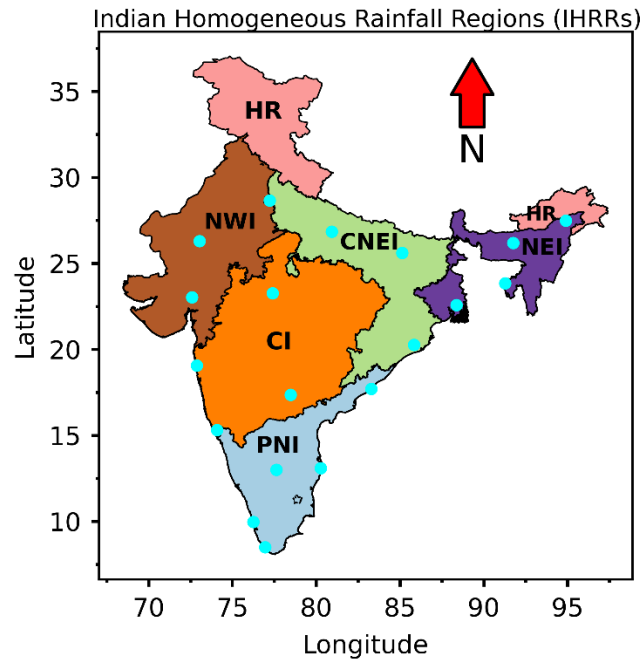 Indian Homogeneous Rainfall Regions (IHRRs)
35
30
25
20
15
10
Latitude
HR
N
HR
NWI
CNEI
NEI
CI
PNI
70 75 80 85 90 95
Longitude